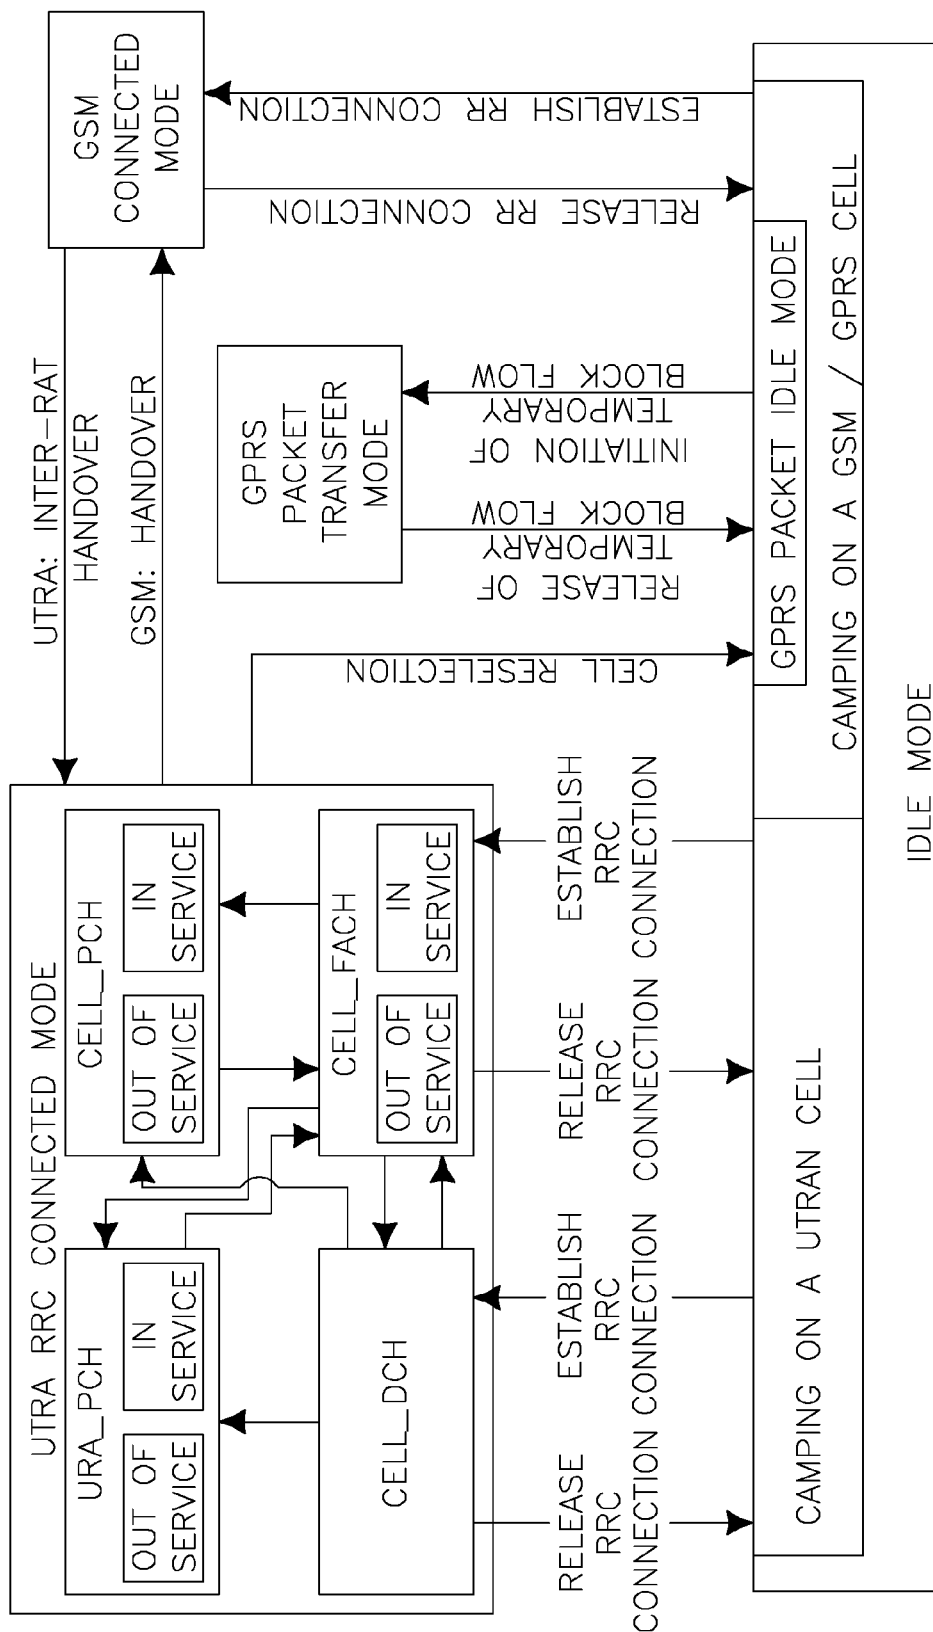 UTRA RRC CONNECTED MODE
URA_PCH
OUT OF
SERVICE
IN
SERVICE
CELL_PCH
OUT OF
SERVICE
IN
SERVICE
CELL_DCH
CELL_FACH
OUT OF
SERVICE
IN
SERVICE
UTRA: INTER-RAT
HANDOVER
GSM: HANDOVER
GSM
CONNECTED
MODE
GPRS
PACKET
TRANSFER
MODE
RELEASE
RRC
CONNECTION
ESTABLISH
RRC
CONNECTION
RELEASE
RRC
CONNECTION
ESTABLISH
RRC
CONNECTION
CELL RESELECTION
RELEASE OF
TEMPORARY
BLOCK FLOW
INITIATION OF
TEMPORARY
BLOCK FLOW
RELEASE RR CONNECTION
ESTABLISH RR CONNECTION
GPRS PACKET IDLE MODE
CAMPING ON A UTRAN CELL
CAMPING ON A GSM / GPRS CELL
IDLE MODE